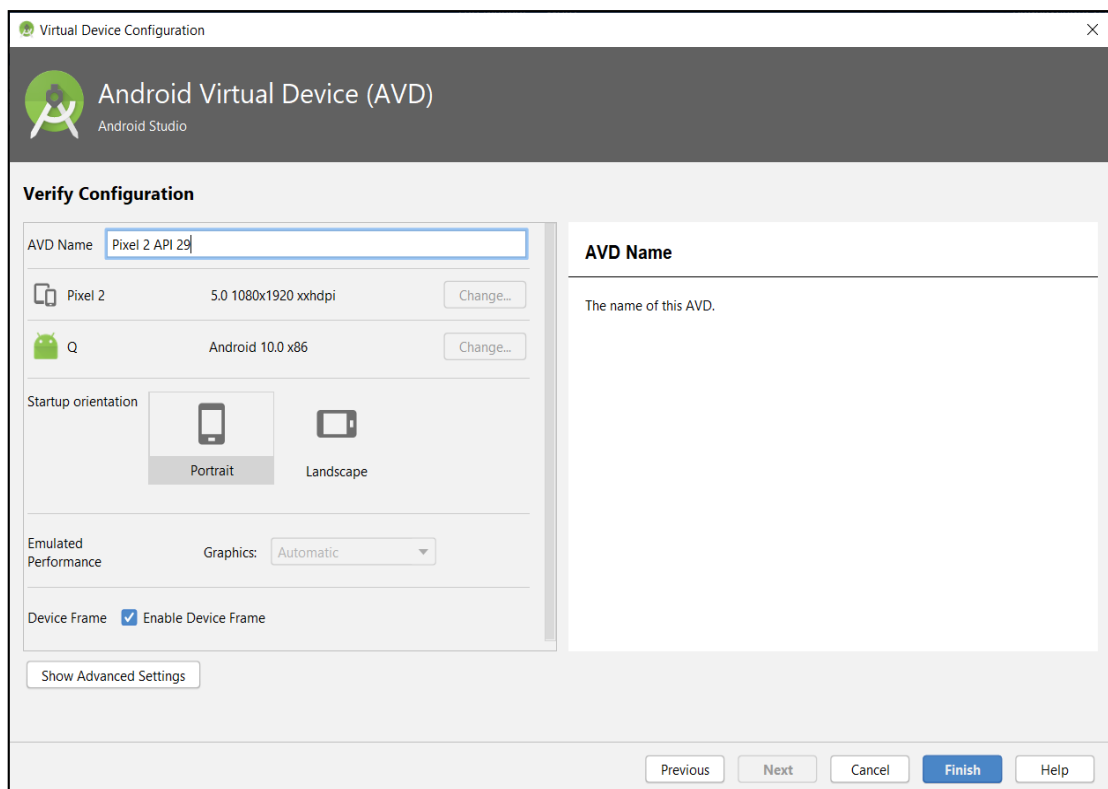 Virtual Device Configuration
Android Virtual Device (AVD)
Android Studio
Verify Configuration
AVD Name Pixel 2 API 29
Pixel 2 5.0 1080x1920 xxhdpi Change...
Q Android 10.0 x86 Change...
Startup orientation
Portrait
Landscape
Emulated
Performance
Graphics: Automatic
Device Frame Enable Device Frame
Show Advanced Settings
AVD Name
The name of this AVD.
Previous Next Cancel Finish Help